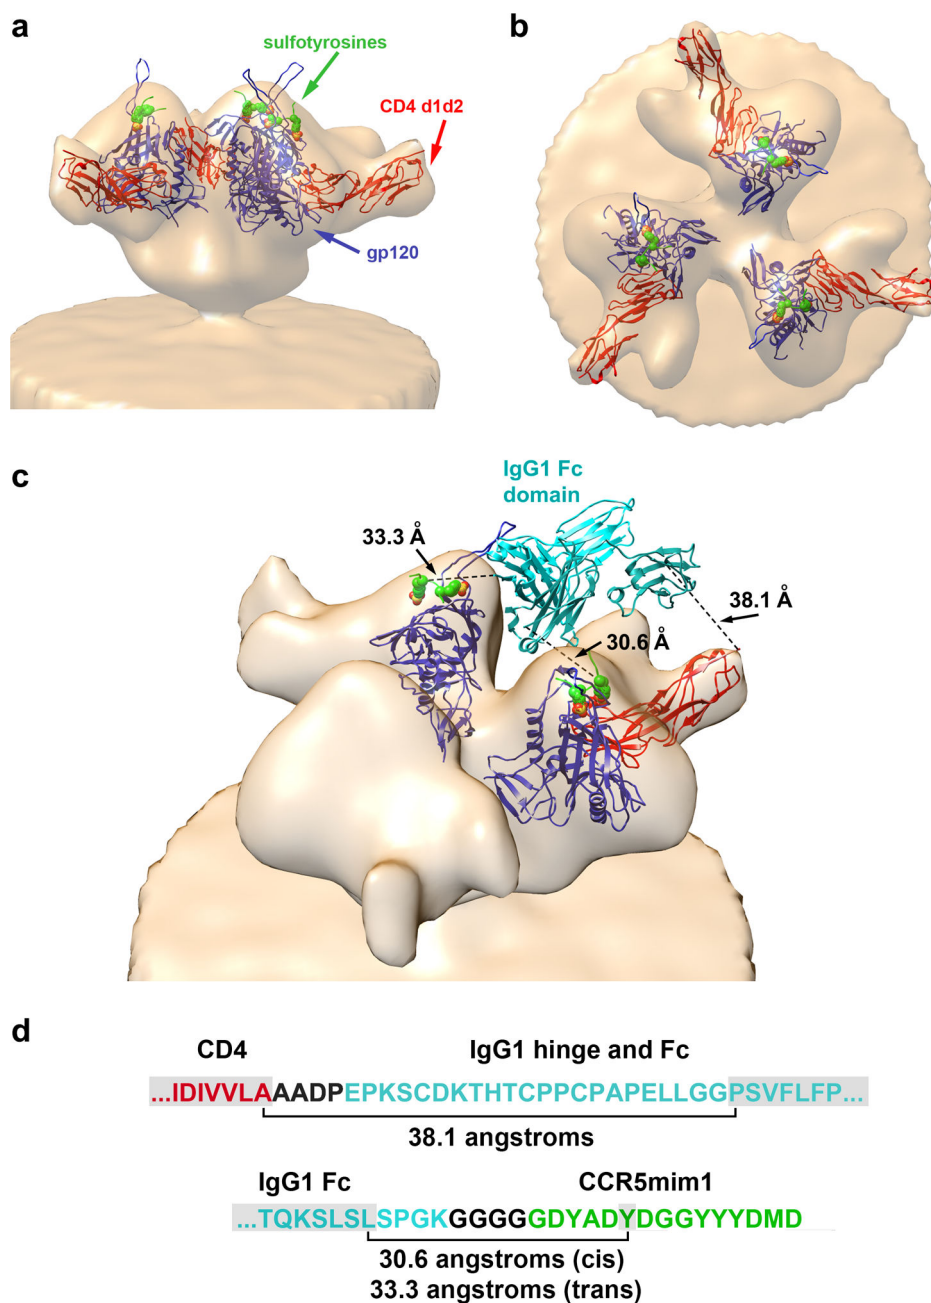 a
b
sulfotyrosines
CD4 d1d2
gp120
c
IgG1 Fc
domain
33.3 Å
38.1 Å
30.6 Å
d
CD4
IgG1 hinge and Fc
...IDIVVLAAADPEPKSCDKTHTCPPCPAPELLGGPSVFLFP...
38.1 angstroms
IgG1 Fc
CCR5mim1
...TQKSLSLSPGKGGGGGDYADYDGGYYYDMD
30.6 angstroms (cis)
33.3 angstroms (trans)